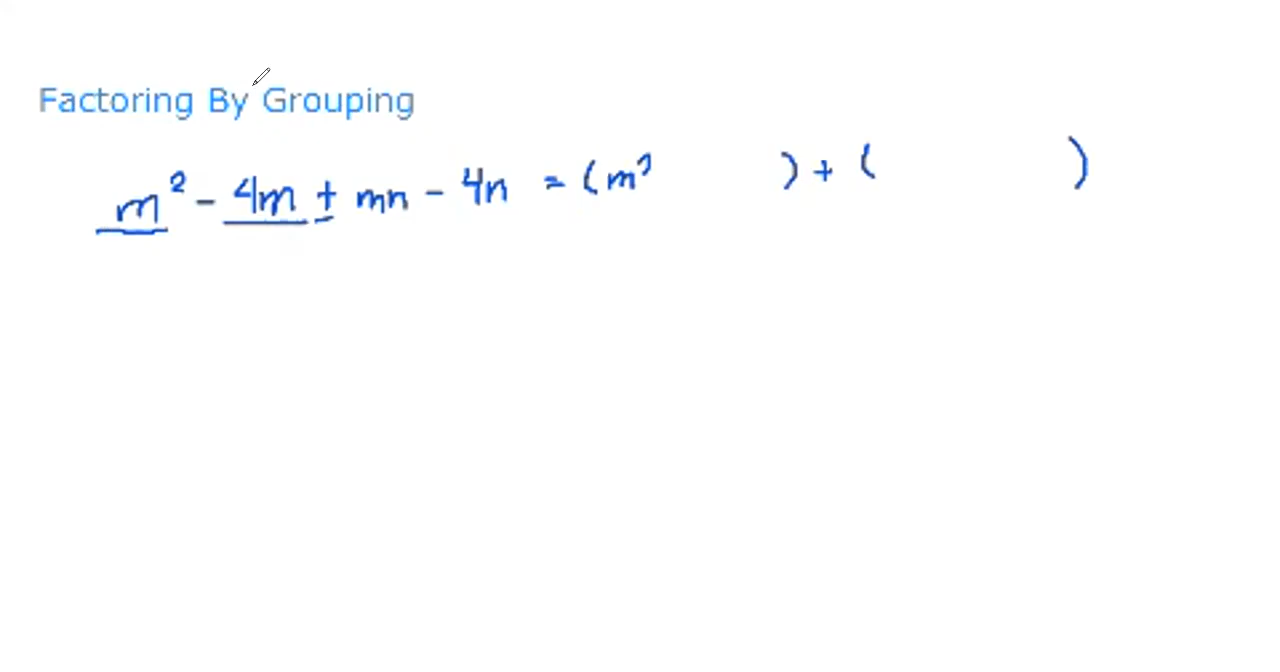 Factoring By Grouping
m² - 4m + mn - 4n = (m² ) + ( )